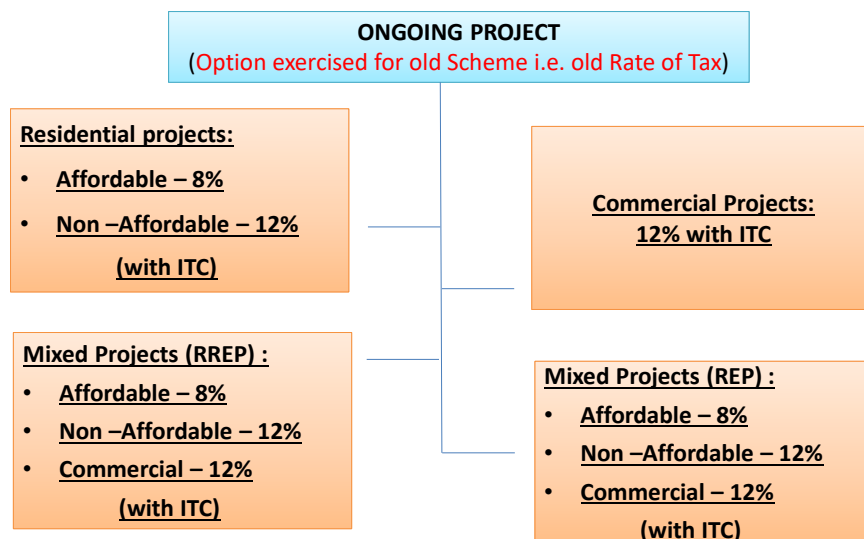 ONGOING PROJECT
(Option exercised for old Scheme i.e. old Rate of Tax)
Residential projects:
• Affordable – 8%
• Non –Affordable – 12%
(with ITC)
Commercial Projects:
12% with ITC
Mixed Projects (RREP) :
• Affordable – 8%
• Non –Affordable – 12%
• Commercial – 12%
(with ITC)
Mixed Projects (REP) :
• Affordable – 8%
• Non –Affordable – 12%
• Commercial – 12%
(with ITC)